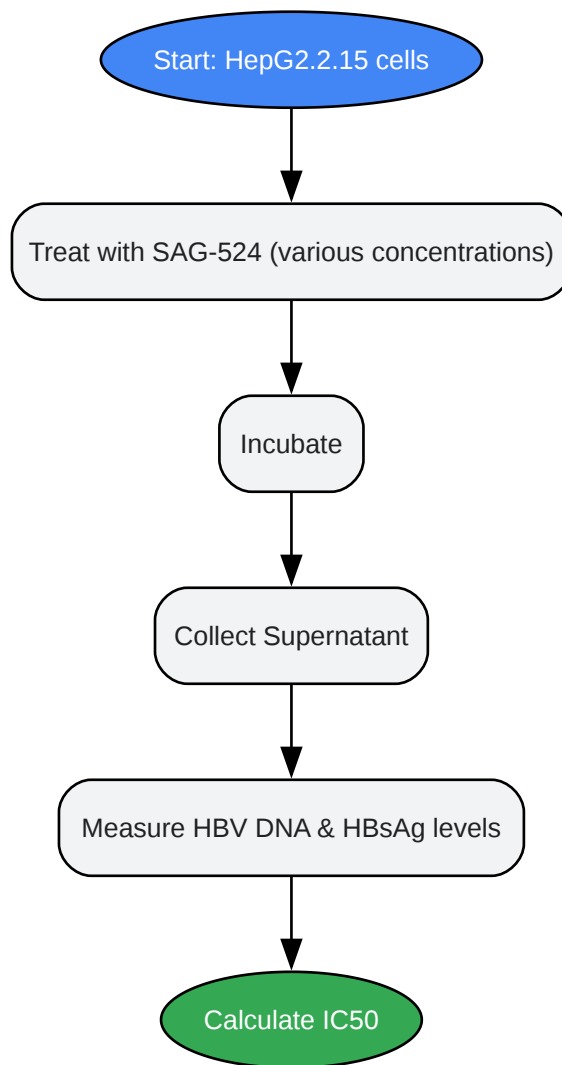 Start: HepG2.2.15 cells
Treat with SAG-524 (various concentrations)
Incubate
Collect Supernatant
Measure HBV DNA & HBsAg levels
Calculate IC50